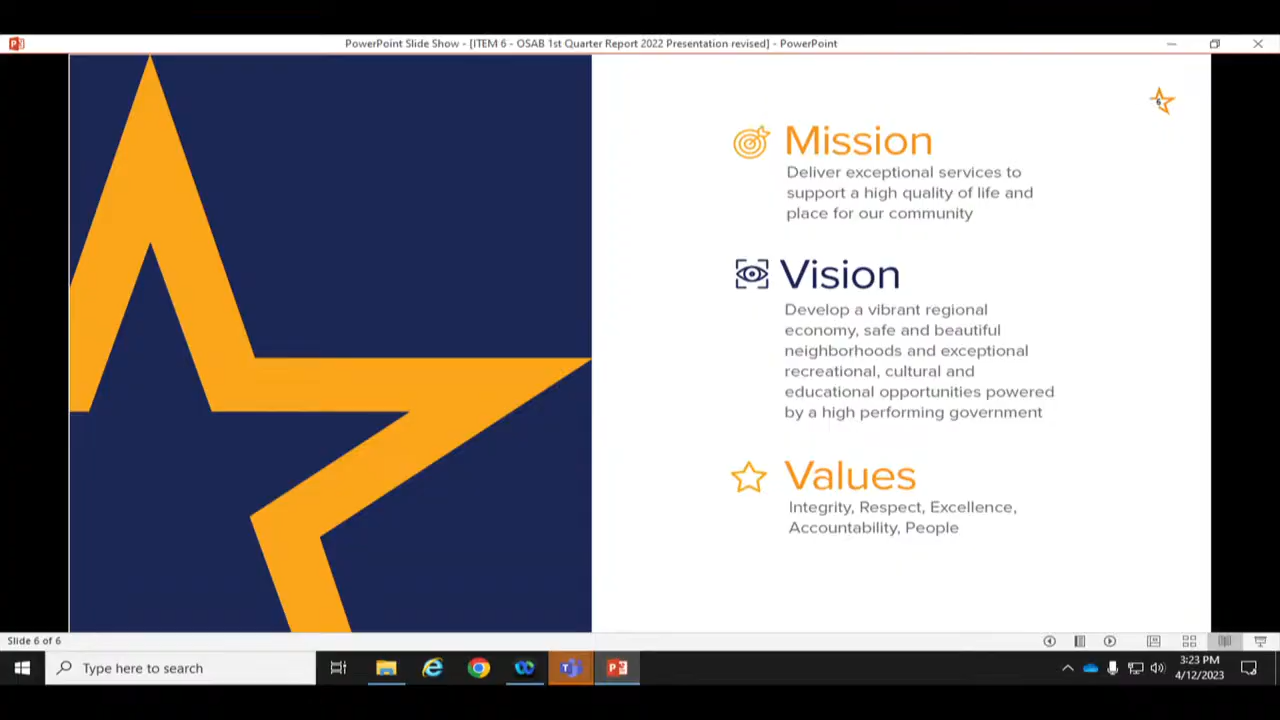 PowerPoint Slide Show - [ITEM 6 - OSAB 1st Quarter Report 2022 Presentation revised] - PowerPoint
6
Mission
Deliver exceptional services to
support a high quality of life and
place for our community
Vision
Develop a vibrant regional
economy, safe and beautiful
neighborhoods and exceptional
recreational, cultural and
educational opportunities powered
by a high performing government
Values
Integrity, Respect, Excellence,
Accountability, People
Slide 6 of 6
Type here to search
3:23 PM
4/12/2023